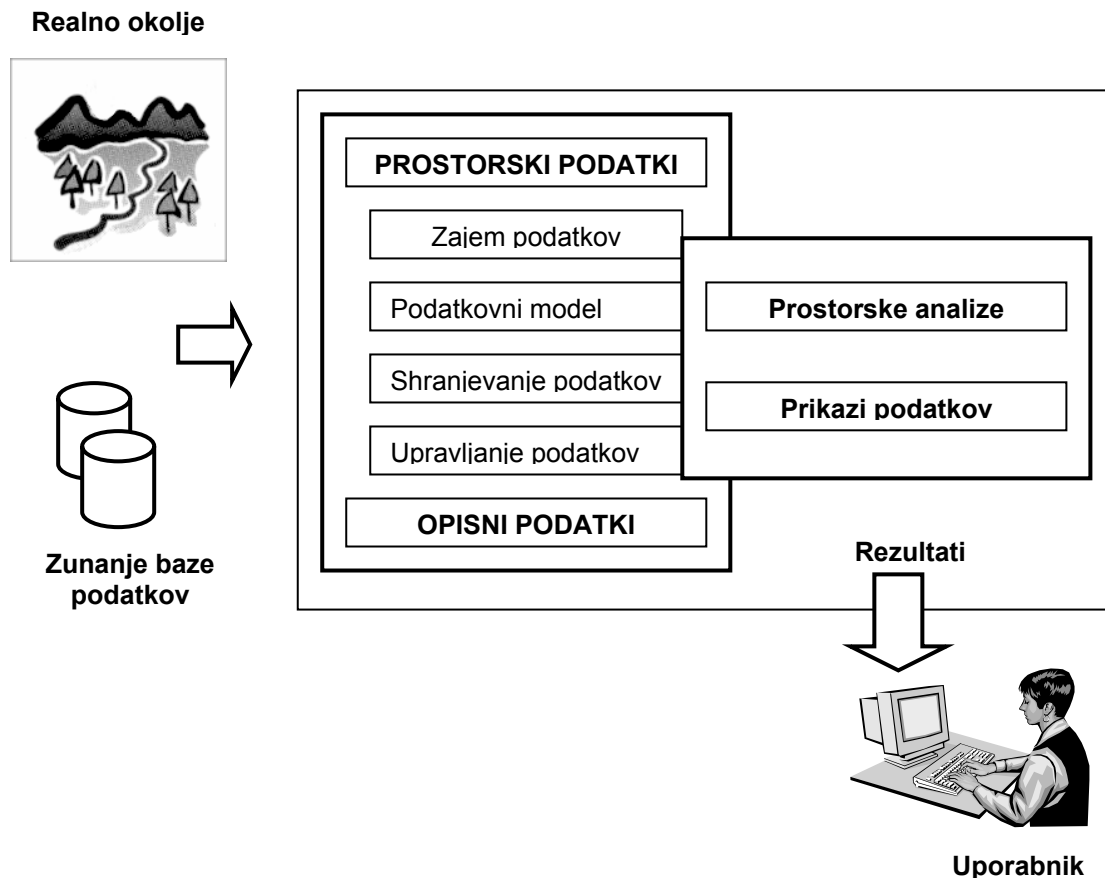 Realno okolje
PROSTORSKI PODATKI
Zajem podatkov
Podatkovni model
Shranjevanje podatkov
Upravljanje podatkov
OPISNI PODATKI
Prostorske analize
Prikazi podatkov
Zunanje baze
podatkov
Rezultati
Uporabnik